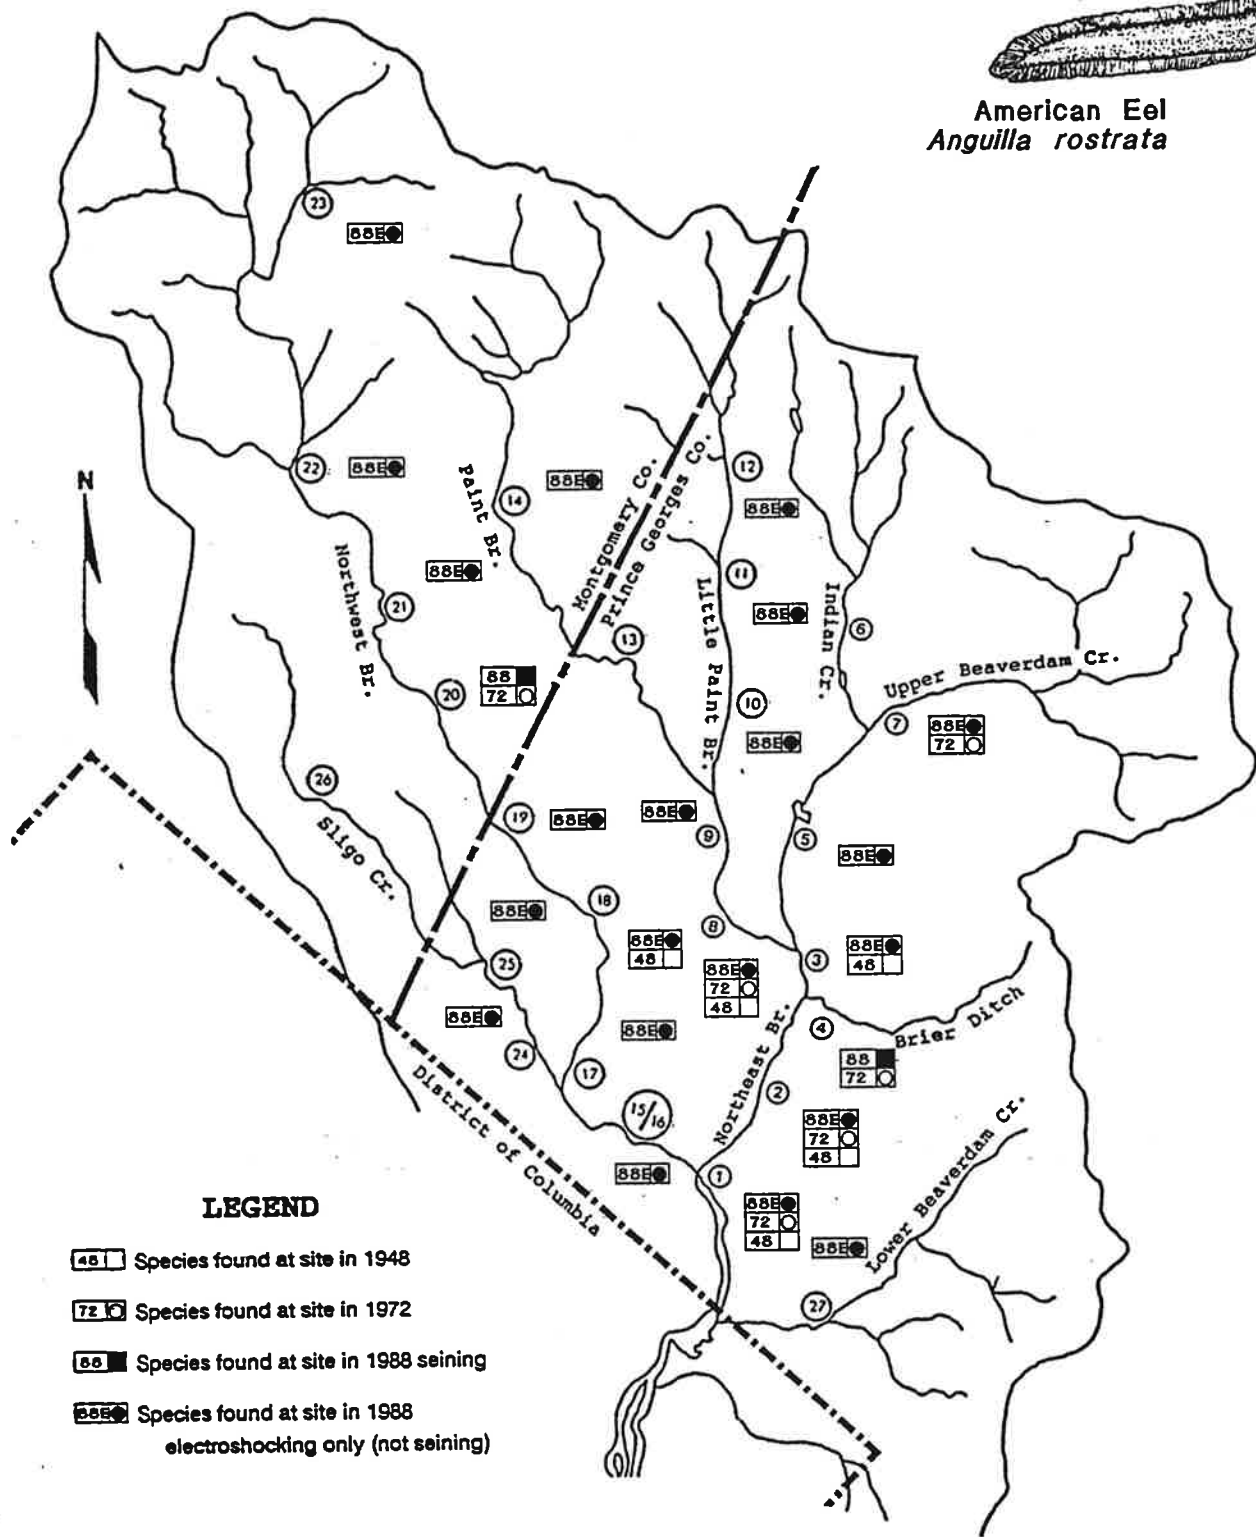 American Eel
Anguilla rostrata
23
88E
N
22
88E
Paint Br.
14
88E
Montgomery Co.
Prince Georges Co.
12
88E
Northwest Br.
88E
21
13
Little Paint Br.
11
88E
Indian Cr.
6
Upper Beaverdam Cr.
20
88
72
10
88E
7
88E
72
26
Sligo Cr.
19
88E
88E
9
5
88E
88E
18
8
88E
48
88E
72
48
3
88E
48
25
88E
24
17
88E
Northeast Br.
4
Brier Ditch
88
72
2
88E
72
48
District of Columbia
15/16
88E
1
88E
72
48
88E
Lower Beaverdam Cr.
27
LEGEND
48 Species found at site in 1948
72 Species found at site in 1972
88 Species found at site in 1988 seining
88E Species found at site in 1988
electroshocking only (not seining)